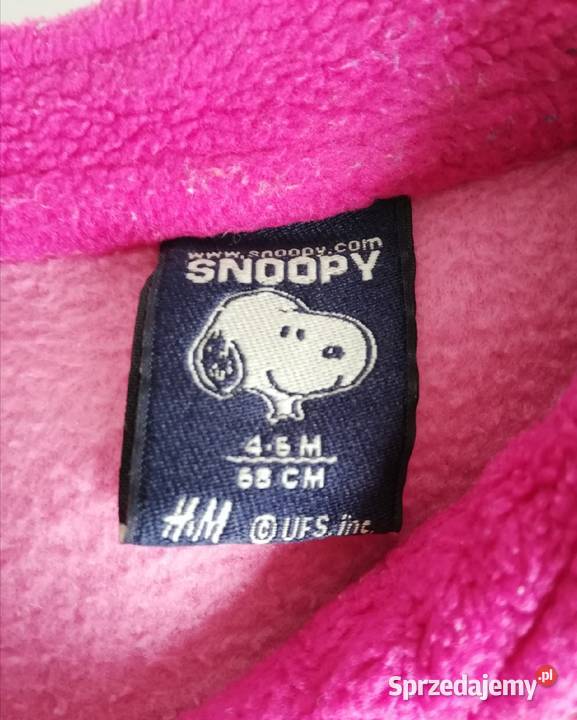 www.snoopy.com
SNOOPY
4-6 M
68 CM
H&M © UFS, inc.
Sprzedajemy.pl